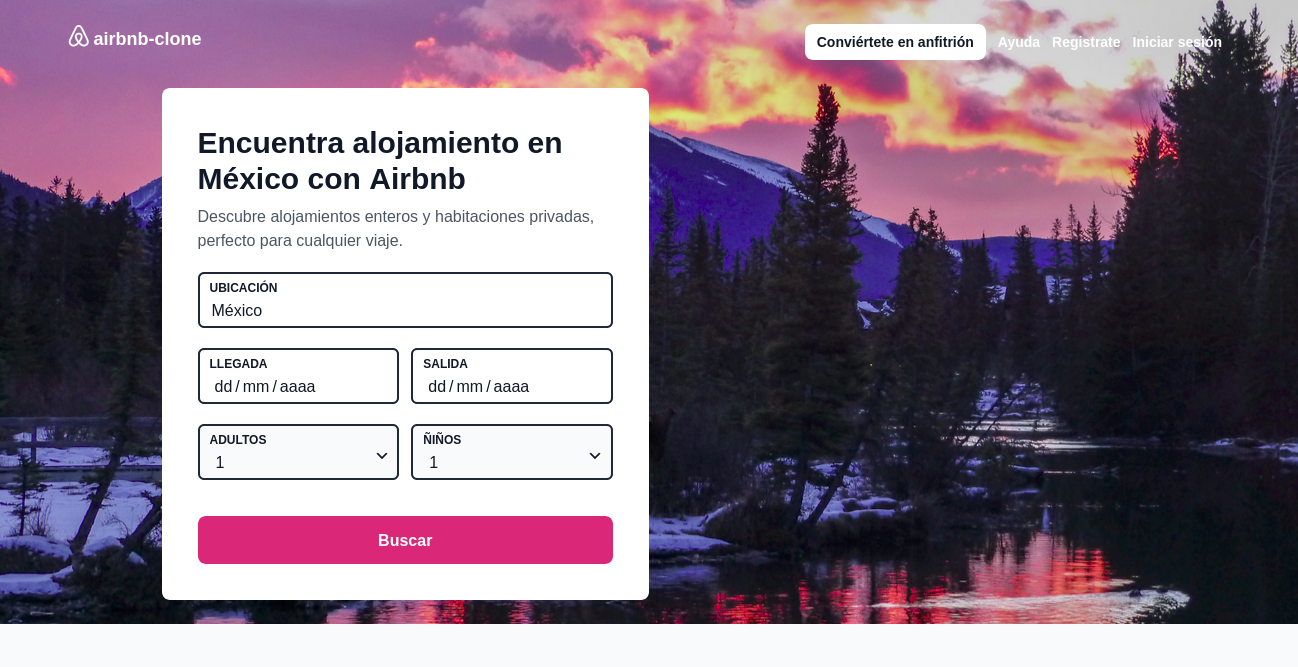 airbnb-clone
Conviértete en anfitrión Ayuda Registrate Iniciar sesión
Encuentra alojamiento en
México con Airbnb
Descubre alojamientos enteros y habitaciones privadas,
perfecto para cualquier viaje.
UBICACIÓN
México
LLEGADA
dd / mm / aaaa
SALIDA
dd / mm / aaaa
ADULTOS
1
ÑIÑOS
1
Buscar